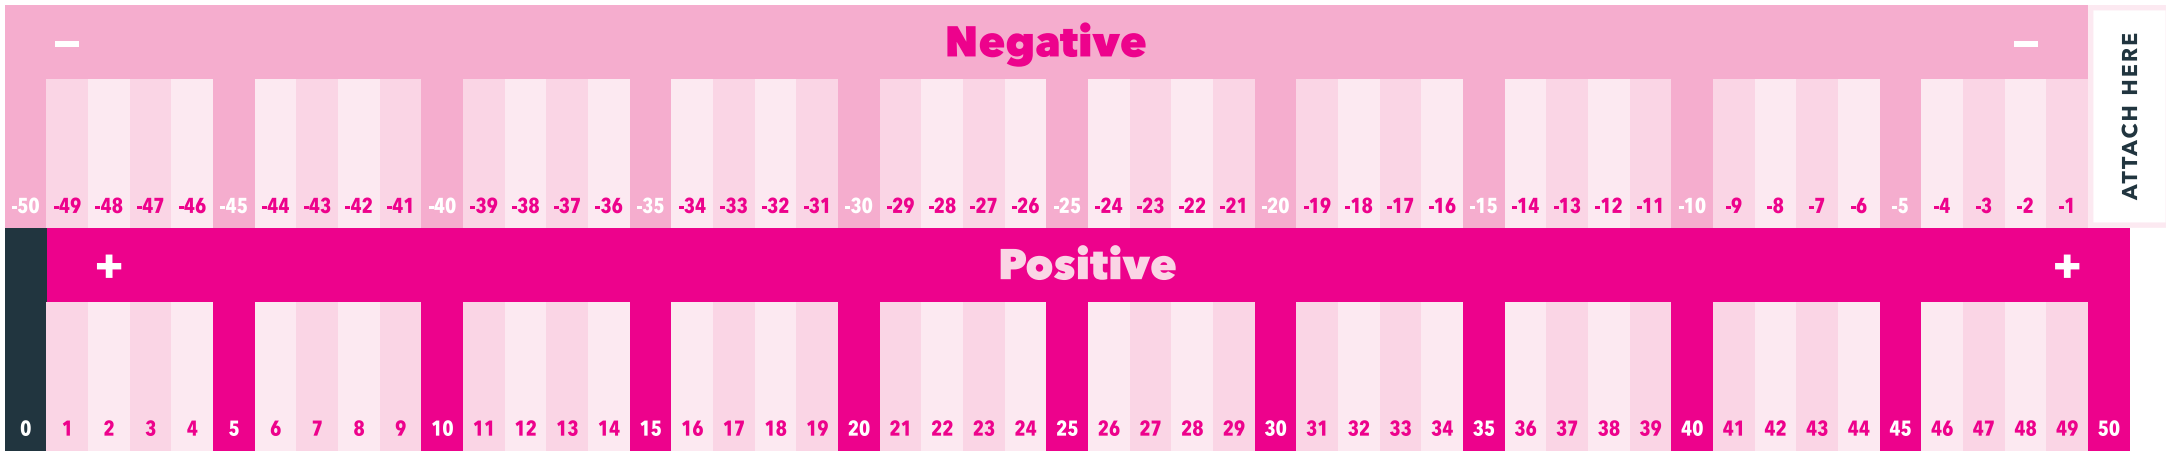 – Negative –
-50 -49 -48 -47 -46 -45 -44 -43 -42 -41 -40 -39 -38 -37 -36 -35 -34 -33 -32 -31 -30 -29 -28 -27 -26 -25 -24 -23 -22 -21 -20 -19 -18 -17 -16 -15 -14 -13 -12 -11 -10 -9 -8 -7 -6 -5 -4 -3 -2 -1
ATTACH HERE
+ Positive +
0 1 2 3 4 5 6 7 8 9 10 11 12 13 14 15 16 17 18 19 20 21 22 23 24 25 26 27 28 29 30 31 32 33 34 35 36 37 38 39 40 41 42 43 44 45 46 47 48 49 50